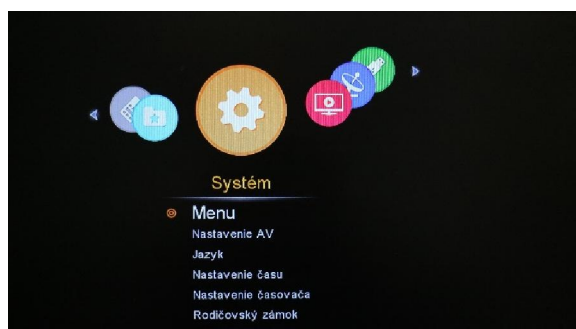 Systém
Menu
Nastavenie AV
Jazyk
Nastavenie času
Nastavenie časovača
Rodičovský zámok